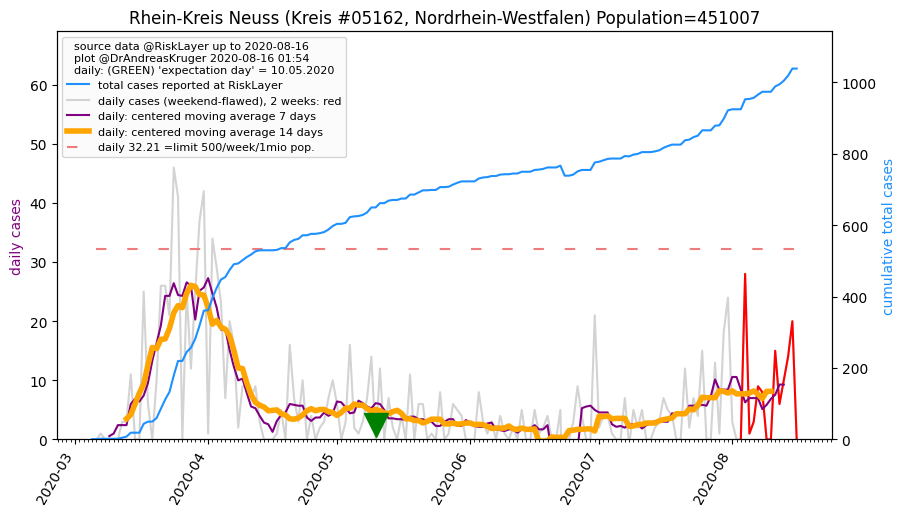 Rhein-Kreis Neuss (Kreis #05162, Nordrhein-Westfalen) Population=451007
source data @RiskLayer up to 2020-08-16
plot @DrAndreasKruger 2020-08-16 01:54
daily: (GREEN) 'expectation day' = 10.05.2020
total cases reported at RiskLayer
daily cases (weekend-flawed), 2 weeks: red
daily: centered moving average 7 days
daily: centered moving average 14 days
daily 32.21 =limit 500/week/1mio pop.
daily cases
60
50
40
30
20
10
0
1000
800
600
400
200
0
cumulative total cases
2020-03
2020-04
2020-05
2020-06
2020-07
2020-08